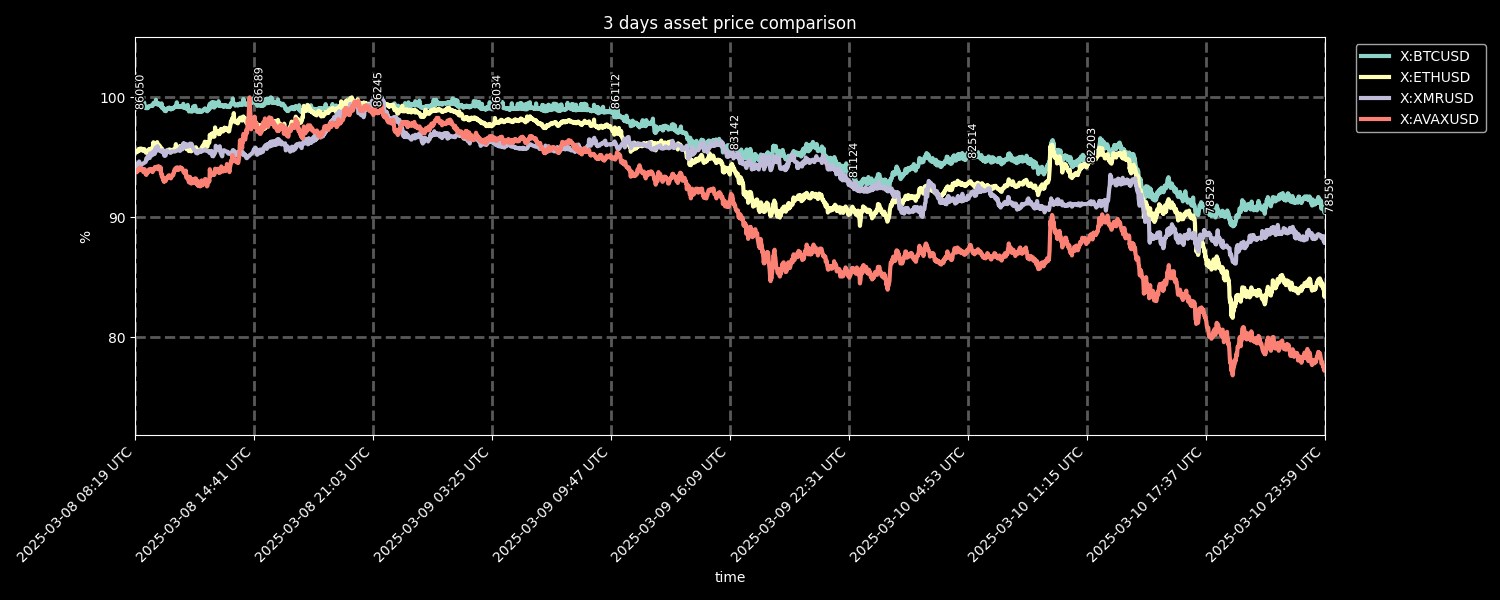 3 days asset price comparison
X:BTCUSD
X:ETHUSD
X:XMRUSD
X:AVAXUSD
100
90
80
%
86050
86589
86245
86034
86112
83142
81124
82514
82203
78529
78559
2025-03-08 08:19 UTC
2025-03-08 14:41 UTC
2025-03-08 21:03 UTC
2025-03-09 03:25 UTC
2025-03-09 09:47 UTC
2025-03-09 16:09 UTC
2025-03-09 22:31 UTC
2025-03-10 04:53 UTC
2025-03-10 11:15 UTC
2025-03-10 17:37 UTC
2025-03-10 23:59 UTC
time